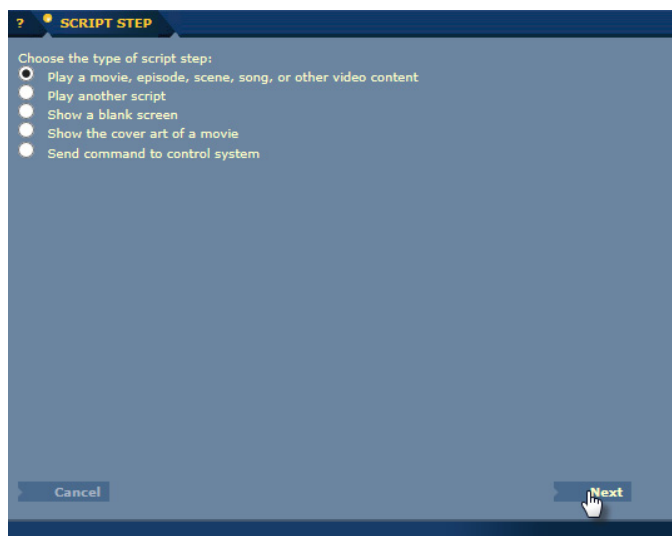 ? SCRIPT STEP
Choose the type of script step:
Play a movie, episode, scene, song, or other video content
Play another script
Show a blank screen
Show the cover art of a movie
Send command to control system
Cancel Next